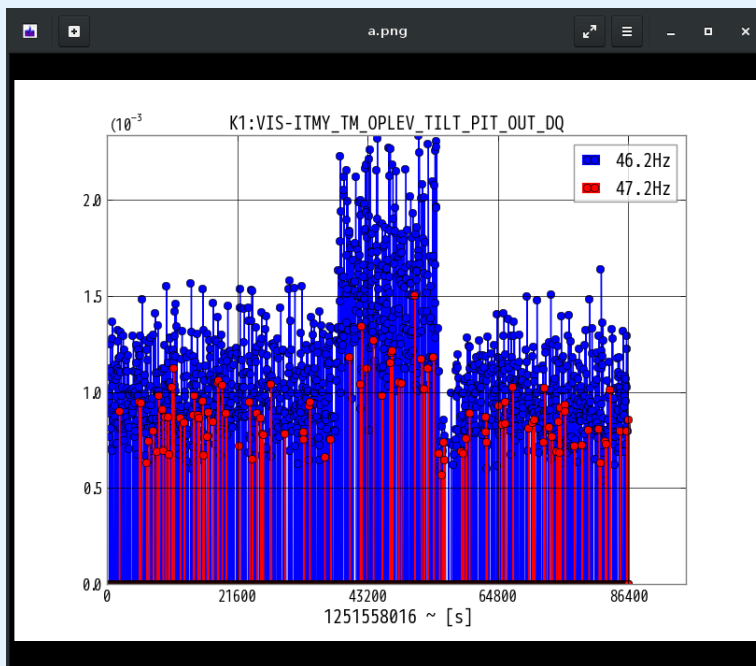 a.png
(10⁻³
K1:VIS-ITMY_TM_OPLEV_TILT_PIT_OUT_DQ
46.2Hz
47.2Hz
2.0
1.5
1.0
0.5
0.0
0 21600 43200 64800 86400
1251558016 ~ [s]